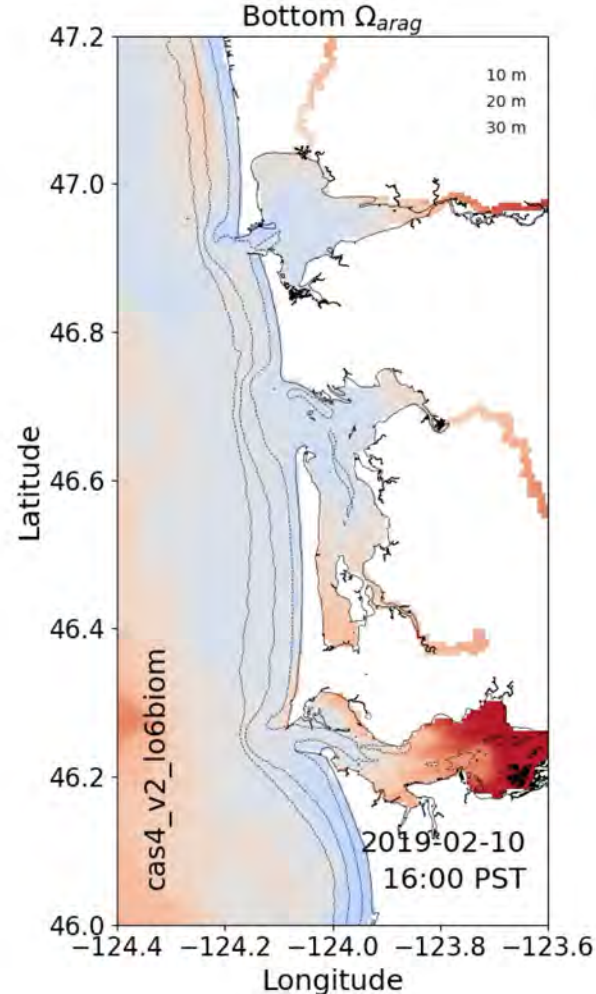 Bottom Ω_arag
47.2
10 m
20 m
30 m
47.0
46.8
46.6
46.4
46.2
46.0
Latitude
cas4_v2_lo6biom
2019-02-10
16:00 PST
−124.4 −124.2 −124.0 −123.8 −123.6
Longitude